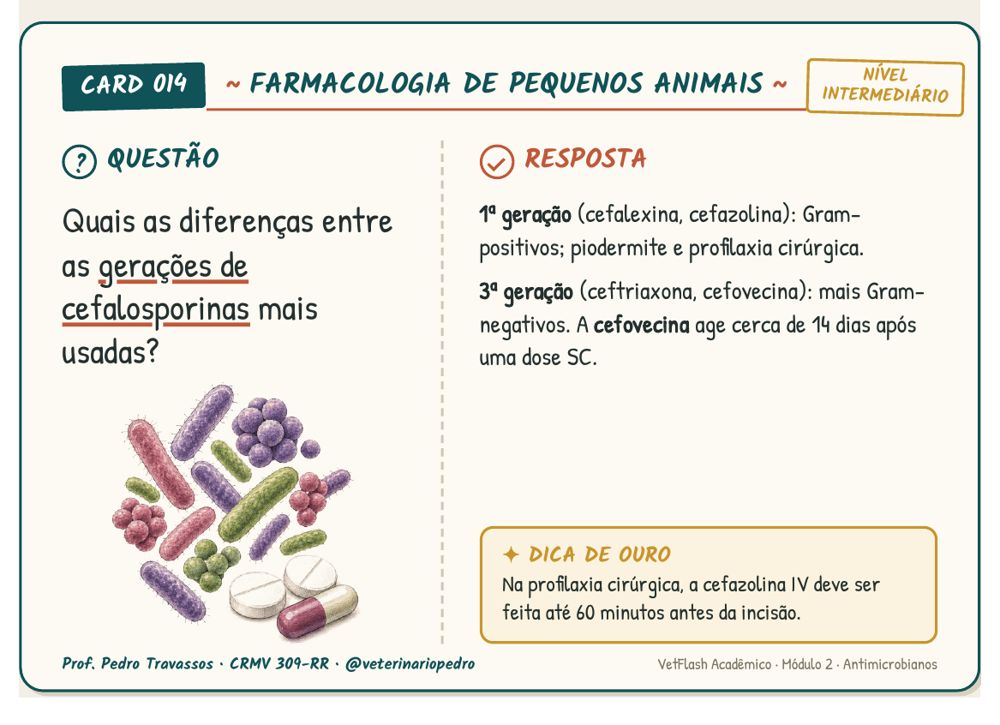 CARD 014
~ FARMACOLOGIA DE PEQUENOS ANIMAIS ~
NÍVEL
INTERMEDIÁRIO
? QUESTÃO
Quais as diferenças entre
as gerações de
cefalosporinas mais
usadas?
RESPOSTA
1ª geração (cefalexina, cefazolina): Gram-
positivos; piodermite e profilaxia cirúrgica.
3ª geração (ceftriaxona, cefovecina): mais Gram-
negativos. A cefovecina age cerca de 14 dias após
uma dose SC.
✦ DICA DE OURO
Na profilaxia cirúrgica, a cefazolina IV deve ser
feita até 60 minutos antes da incisão.
Prof. Pedro Travassos · CRMV 309-RR · @veterinariopedro
VetFlash Acadêmico · Módulo 2 · Antimicrobianos